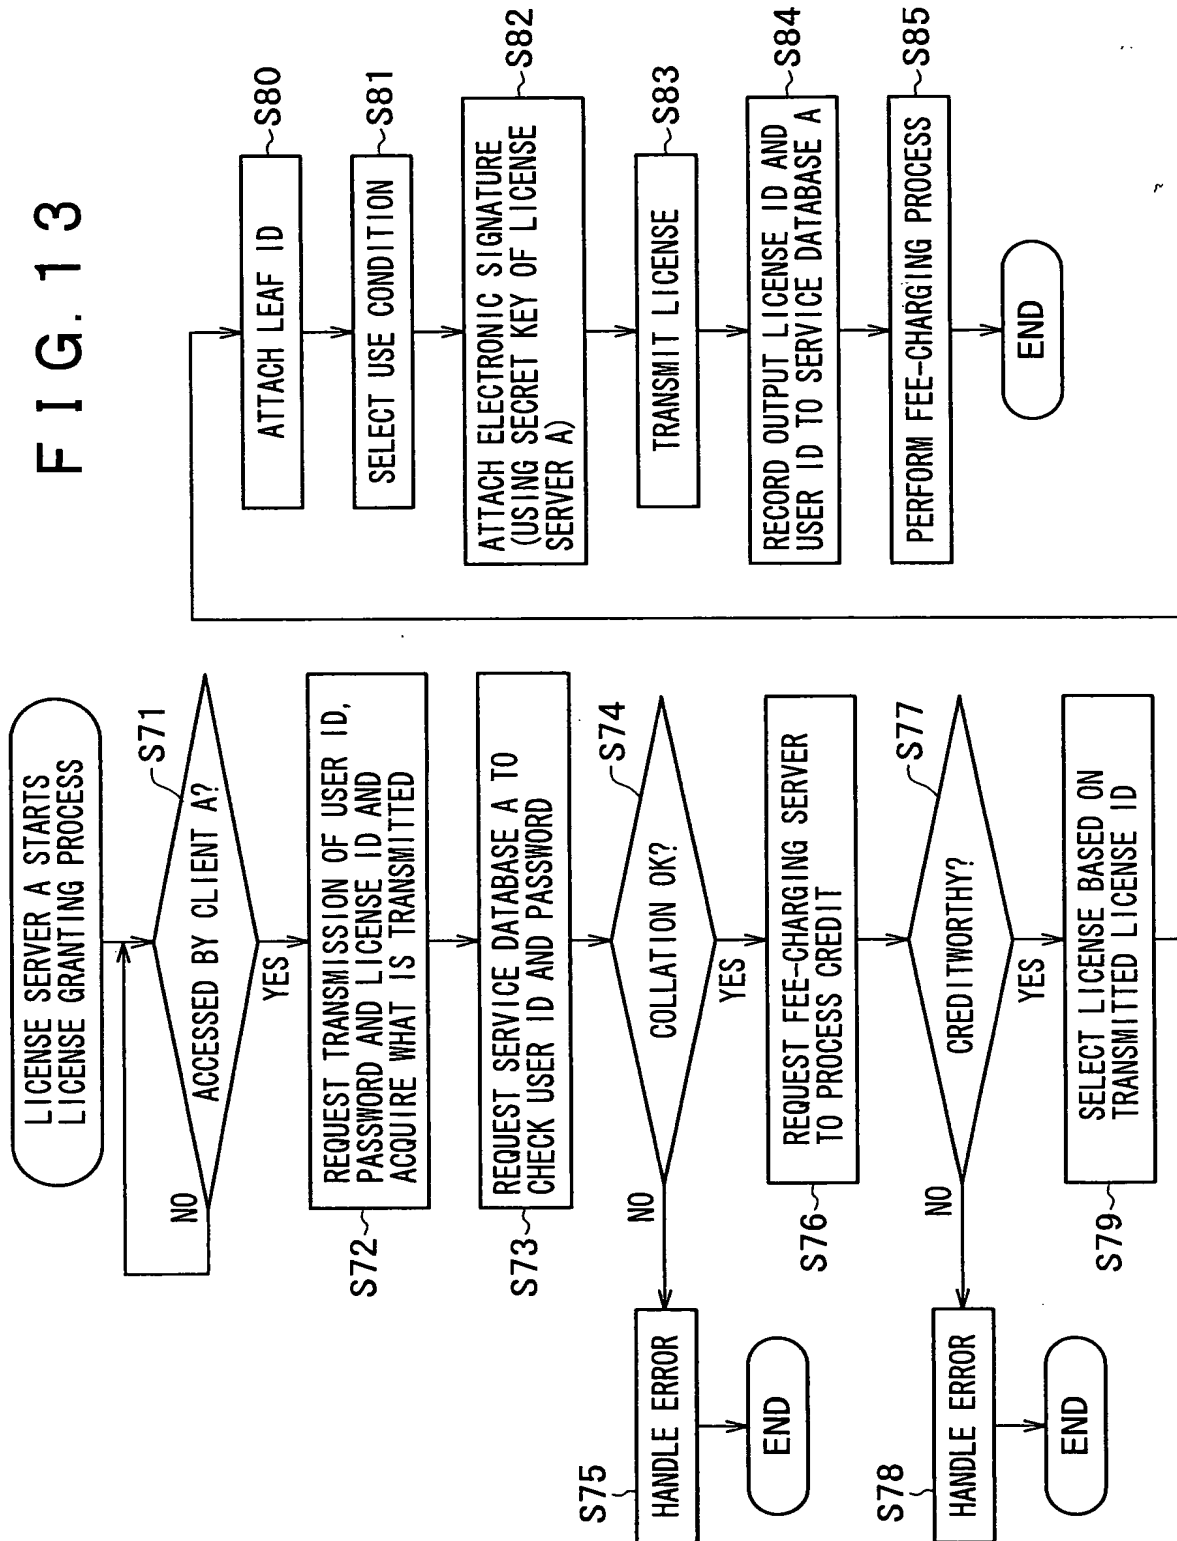 FIG. 13
LICENSE SERVER A STARTS
LICENSE GRANTING PROCESS
S71
ACCESSED BY CLIENT A?
NO
YES
REQUEST TRANSMISSION OF USER ID,
PASSWORD AND LICENSE ID AND
ACQUIRE WHAT IS TRANSMITTED
S72
REQUEST SERVICE DATABASE A TO
CHECK USER ID AND PASSWORD
S73
S74
COLLATION OK?
NO
YES
S75
HANDLE ERROR
END
REQUEST FEE-CHARGING SERVER
TO PROCESS CREDIT
S76
S77
CREDITWORTHY?
NO
YES
S78
HANDLE ERROR
END
SELECT LICENSE BASED ON
TRANSMITTED LICENSE ID
S79
ATTACH LEAF ID
S80
SELECT USE CONDITION
S81
ATTACH ELECTRONIC SIGNATURE
(USING SECRET KEY OF LICENSE
SERVER A)
S82
TRANSMIT LICENSE
S83
RECORD OUTPUT LICENSE ID AND
USER ID TO SERVICE DATABASE A
S84
PERFORM FEE-CHARGING PROCESS
S85
END